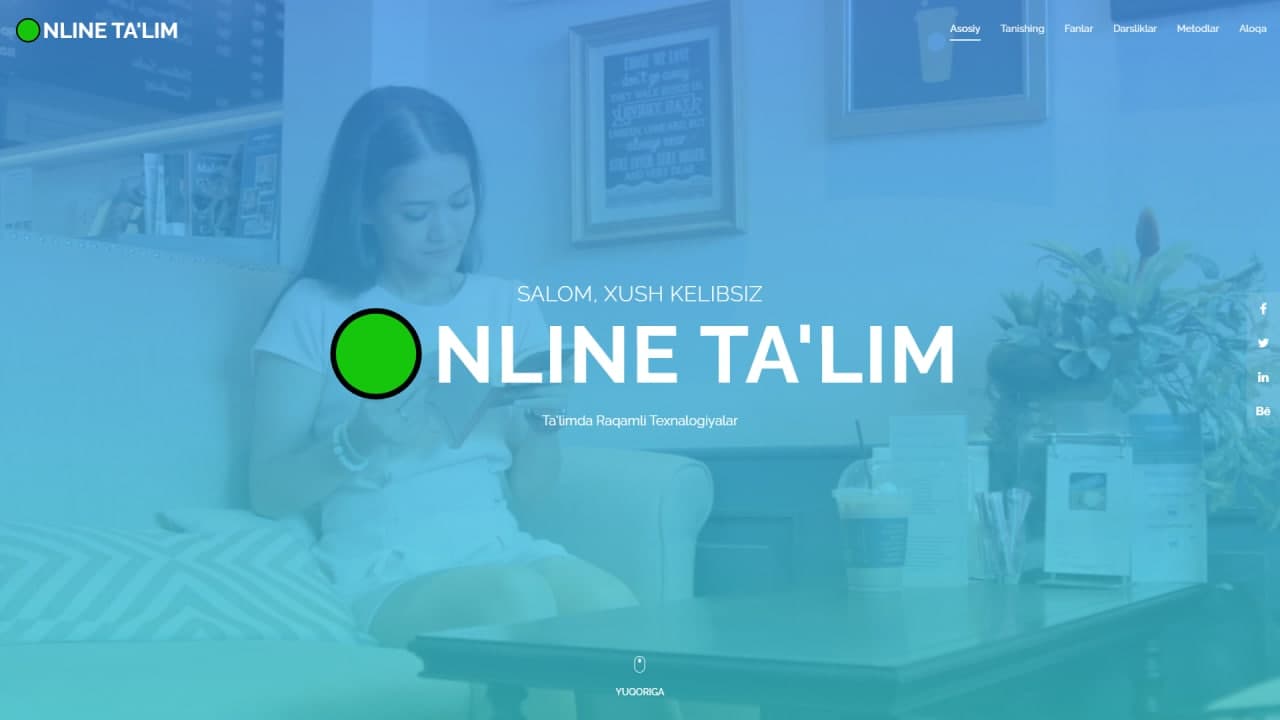 NLINE TA'LIM
Asosiy Tanishing Fanlar Darsliklar Metodlar Aloqa
SALOM, XUSH KELIBSIZ
NLINE TA'LIM
Ta'limda Raqamli Texnalogiyalar
in
Bē
YUQORIGA